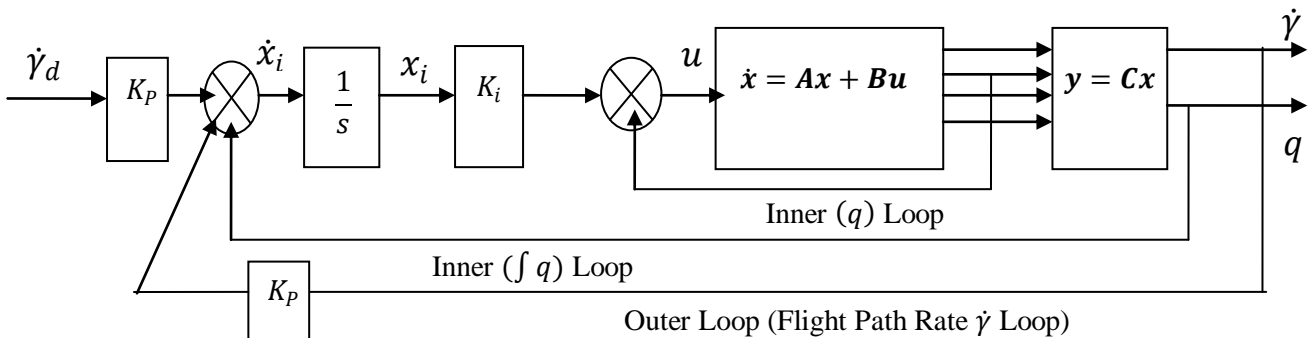 γ̇_d
K_P
ẋ_i
1/s
x_i
K_i
u
ẋ = Ax + Bu
y = Cx
γ̇
q
Inner (q) Loop
Inner (∫ q) Loop
K_P
Outer Loop (Flight Path Rate γ̇ Loop)